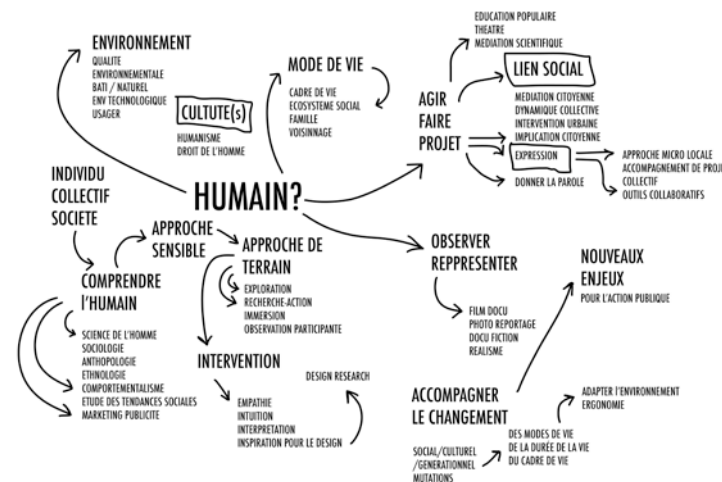 ENVIRONNEMENT
QUALITE
ENVIRONNEMENTALE
BATI / NATUREL
ENV TECHNOLOGIQUE
USAGER
CULTUTE(s)
HUMANISME
DROIT DE L'HOMME
MODE DE VIE
CADRE DE VIE
ECOSYSTEME SOCIAL
FAMILLE
VOISINNAGE
EDUCATION POPULAIRE
THEATRE
MEDIATION SCIENTIFIQUE
AGIR
FAIRE
PROJET
LIEN SOCIAL
MEDIATION CITOYENNE
DYNAMIQUE COLLECTIVE
INTERVENTION URBAINE
IMPLICATION CITOYENNE
EXPRESSION
DONNER LA PAROLE
APPROCHE MICRO LOCALE
ACCOMPAGNEMENT DE PROJE
COLLECTIF
OUTILS COLLABORATIFS
HUMAIN?
INDIVIDU
COLLECTIF
SOCIETE
APPROCHE
SENSIBLE
APPROCHE DE
TERRAIN
EXPLORATION
RECHERCHE-ACTION
IMMERSION
OBSERVATION PARTICIPANTE
COMPRENDRE
l'HUMAIN
SCIENCE DE L'HOMME
SOCIOLOGIE
ANTHOPOLOGIE
ETHNOLOGIE
COMPORTEMENTALISME
ETUDE DES TENDANCES SOCIALES
MARKETING PUBLICITE
INTERVENTION
EMPATHIE
INTUITION
INTERPRETATION
INSPIRATION POUR LE DESIGN
DESIGN RESEARCH
OBSERVER
REPPRESENTER
FILM DOCU
PHOTO REPORTAGE
DOCU FICTION
REALISME
NOUVEAUX
ENJEUX
POUR L'ACTION PUBLIQUE
ACCOMPAGNER
LE CHANGEMENT
SOCIAL/CULTUREL
/GENERATIONNEL
MUTATIONS
DES MODES DE VIE
DE LA DURÉE DE LA VIE
DU CADRE DE VIE
ADAPTER l'ENVIRONNEMENT
ERGONOMIE